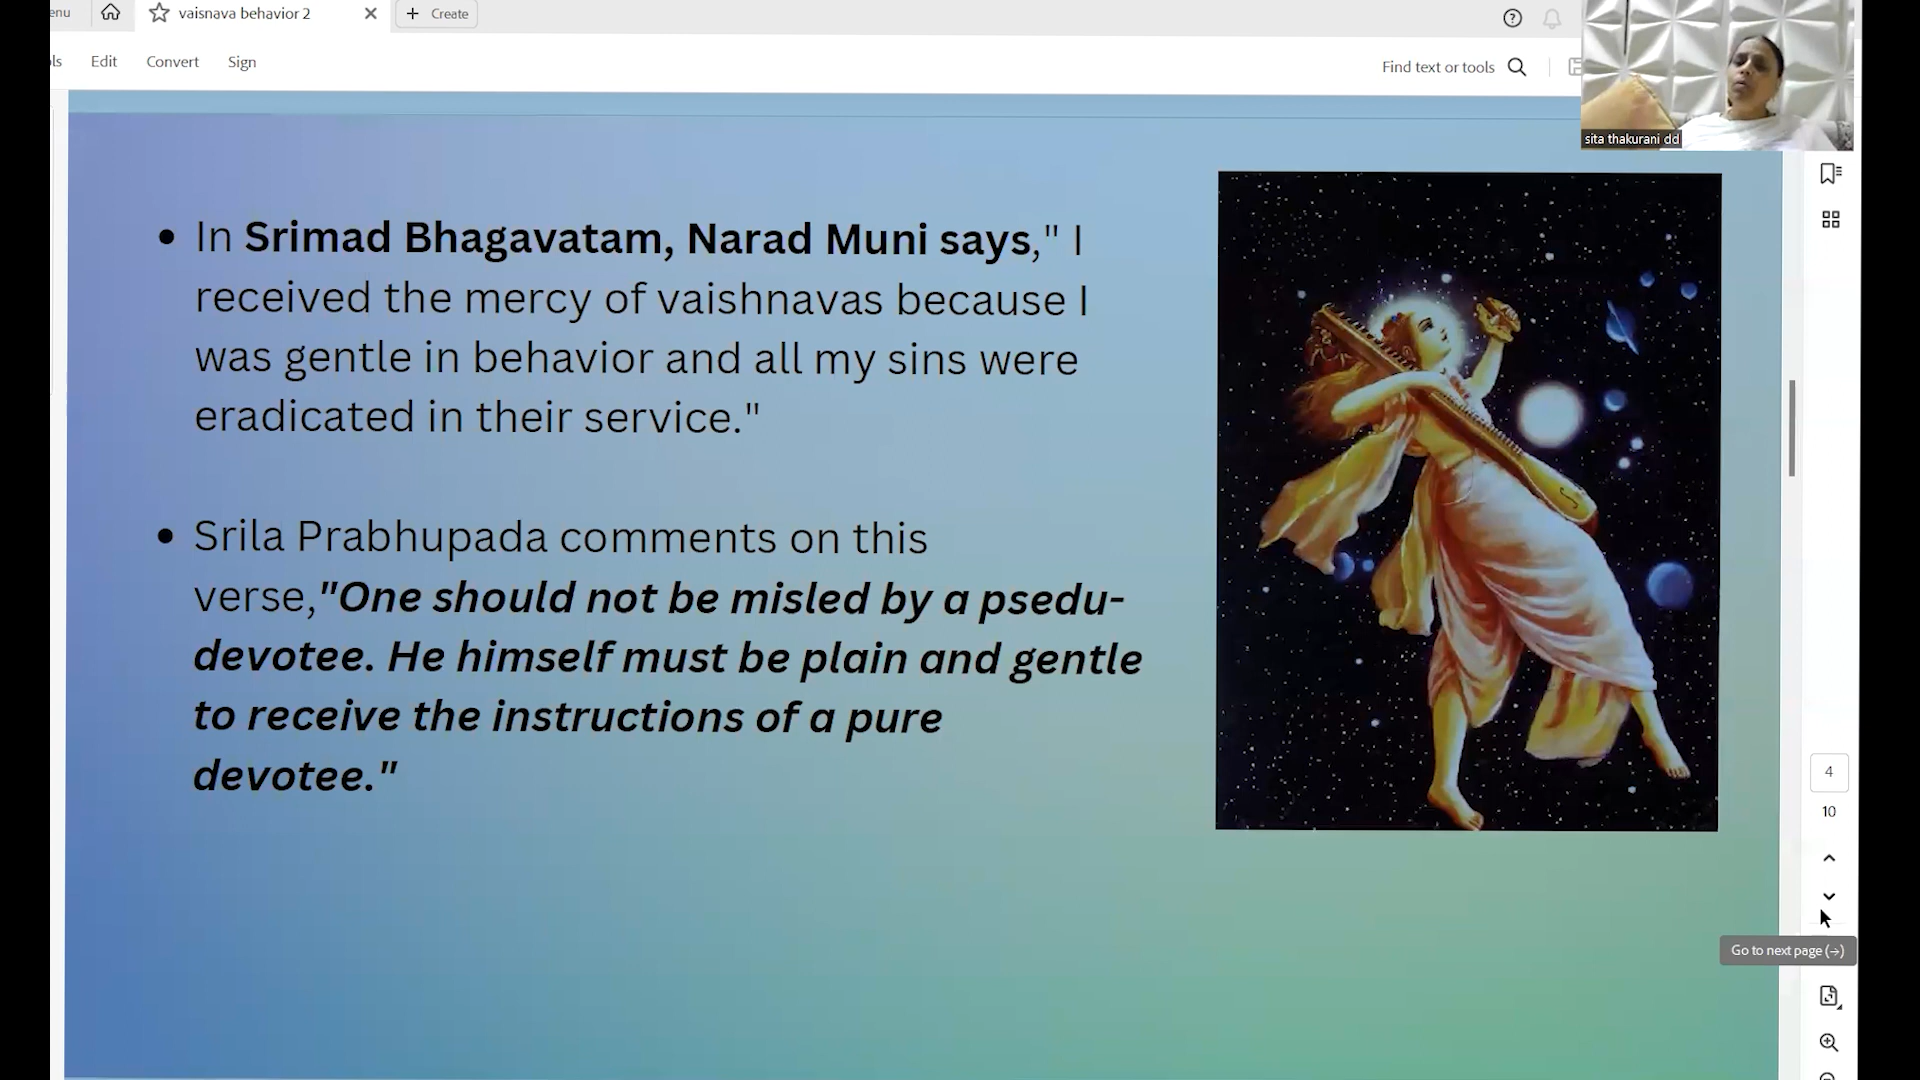 enu
vaisnava behavior 2
Create
ls
Edit
Convert
Sign
Find text or tools
sita thakurani dd
• In Srimad Bhagavatam, Narad Muni says," I
received the mercy of vaishnavas because I
was gentle in behavior and all my sins were
eradicated in their service."
• Srila Prabhupada comments on this
verse,"One should not be misled by a psedu-
devotee. He himself must be plain and gentle
to receive the instructions of a pure
devotee."
4
10
Go to next page (→)